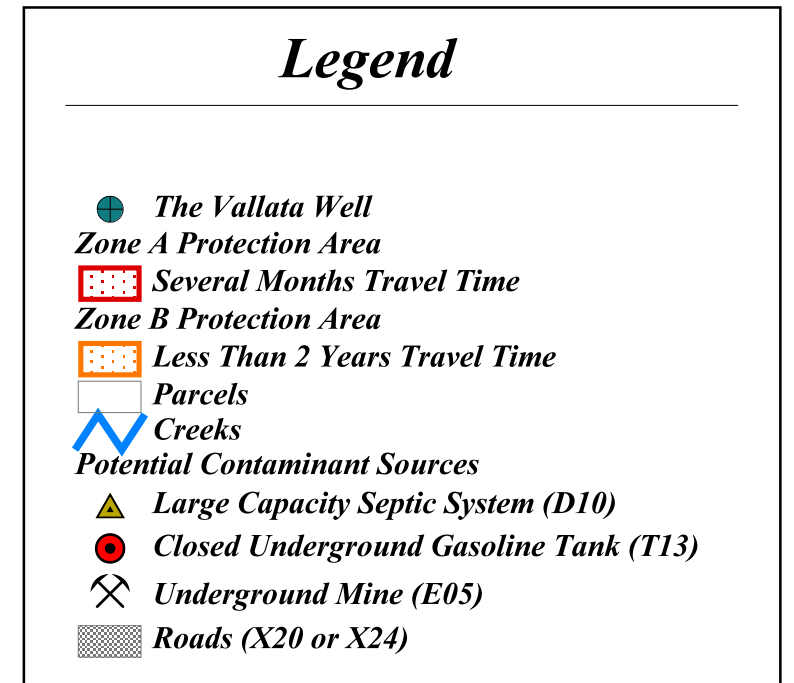 Legend
The Vallata Well
Zone A Protection Area
Several Months Travel Time
Zone B Protection Area
Less Than 2 Years Travel Time
Parcels
Creeks
Potential Contaminant Sources
Large Capacity Septic System (D10)
Closed Underground Gasoline Tank (T13)
Underground Mine (E05)
Roads (X20 or X24)